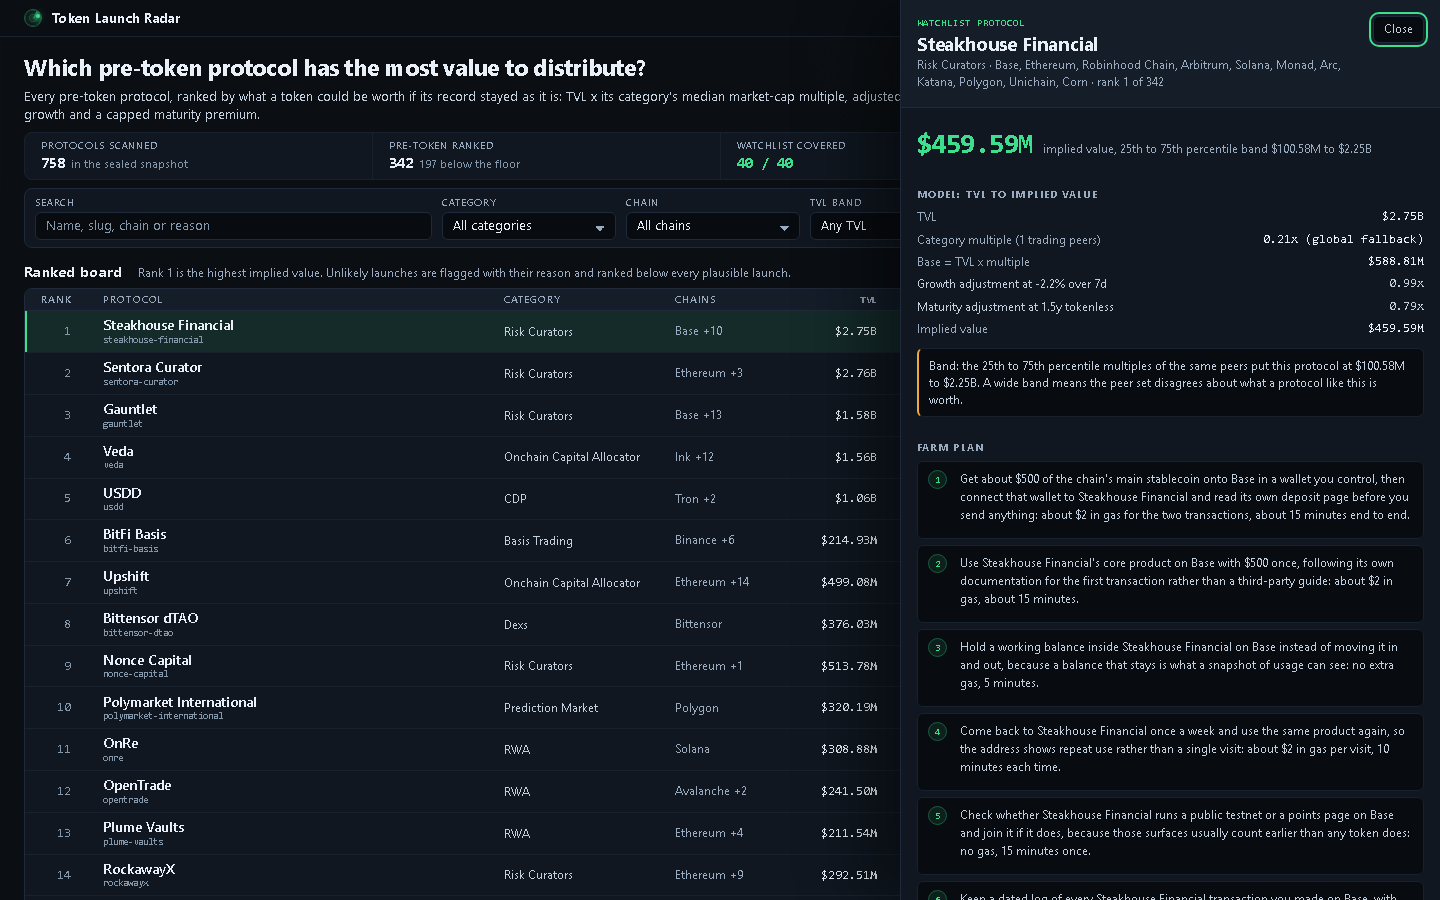 Token Launch Radar
Which pre-token protocol has the most value to distribute?
Every pre-token protocol, ranked by what a token could be worth if its record stayed as it is: TVL x its category's median market-cap multiple, adjusted
growth and a capped maturity premium.
PROTOCOLS SCANNED
758 in the sealed snapshot
PRE-TOKEN RANKED
342 197 below the floor
WATCHLIST COVERED
40 / 40
SEARCH
Name, slug, chain or reason
CATEGORY
All categories
CHAIN
All chains
TVL BAND
Any TVL
Ranked board Rank 1 is the highest implied value. Unlikely launches are flagged with their reason and ranked below every plausible launch.
RANK PROTOCOL CATEGORY CHAINS TVL
1 Steakhouse Financial Risk Curators Base +10 $2.75B
steakhouse-financial
2 Sentora Curator Risk Curators Ethereum +3 $2.76B
sentora-curator
3 Gauntlet Risk Curators Base +13 $1.58B
gauntlet
4 Veda Onchain Capital Allocator Ink +12 $1.56B
veda
5 USDD CDP Tron +2 $1.06B
usdd
6 BitFi Basis Basis Trading Binance +6 $214.93M
bitfi-basis
7 Upshift Onchain Capital Allocator Ethereum +14 $499.08M
upshift
8 Bittensor dTAO Dexs Bittensor $376.03M
bittensor-dtao
9 Nonce Capital Risk Curators Ethereum +1 $513.78M
nonce-capital
10 Polymarket International Prediction Market Polygon $320.19M
polymarket-international
11 OnRe RWA Solana $308.88M
onre
12 OpenTrade RWA Avalanche +2 $241.50M
opentrade
13 Plume Vaults RWA Ethereum +4 $211.54M
plume-vaults
14 RockawayX Risk Curators Ethereum +9 $292.51M
rockawayx
WATCHLIST PROTOCOL
Steakhouse Financial
Risk Curators · Base, Ethereum, Robinhood Chain, Arbitrum, Solana, Monad, Arc,
Katana, Polygon, Unichain, Corn · rank 1 of 342
Close
$459.59M implied value, 25th to 75th percentile band $100.58M to $2.25B
MODEL: TVL TO IMPLIED VALUE
TVL $2.75B
Category multiple (1 trading peers) 0.21x (global fallback)
Base = TVL x multiple $588.81M
Growth adjustment at -2.2% over 7d 0.99x
Maturity adjustment at 1.5y tokenless 0.79x
Implied value $459.59M
Band: the 25th to 75th percentile multiples of the same peers put this protocol at $100.58M
to $2.25B. A wide band means the peer set disagrees about what a protocol like this is
worth.
FARM PLAN
1 Get about $500 of the chain's main stablecoin onto Base in a wallet you control, then
connect that wallet to Steakhouse Financial and read its own deposit page before you
send anything: about $2 in gas for the two transactions, about 15 minutes end to end.
2 Use Steakhouse Financial's core product on Base with $500 once, following its own
documentation for the first transaction rather than a third-party guide: about $2 in
gas, about 15 minutes.
3 Hold a working balance inside Steakhouse Financial on Base instead of moving it in
and out, because a balance that stays is what a snapshot of usage can see: no extra
gas, 5 minutes.
4 Come back to Steakhouse Financial once a week and use the same product again, so
the address shows repeat use rather than a single visit: about $2 in gas per visit, 10
minutes each time.
5 Check whether Steakhouse Financial runs a public testnet or a points page on Base
and join it if it does, because those surfaces usually count earlier than any token does:
no gas, 15 minutes once.
6 Keep a dated log of every Steakhouse Financial transaction you made on Base, with